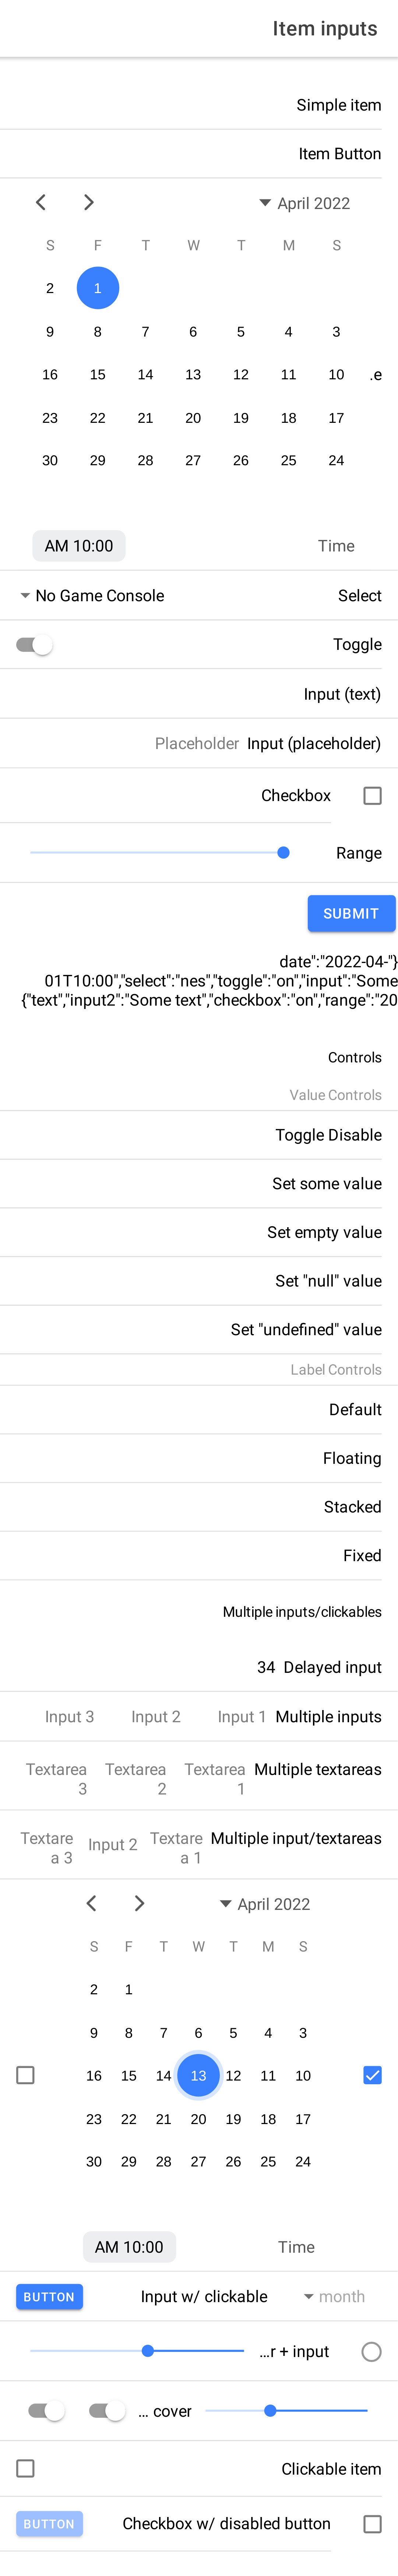 Item inputs
Simple item
Item Button
April 2022
S M T W T F S
1 2
3 4 5 6 7 8 9
.e
10 11 12 13 14 15 16
17 18 19 20 21 22 23
24 25 26 27 28 29 30
Time AM 10:00
Select No Game Console
Toggle
Input (text)
Input (placeholder) Placeholder
Checkbox
Range
SUBMIT
date":"2022-04-"}
01T10:00","select":"nes","toggle":"on","input":"Some
{"text","input2":"Some text","checkbox":"on","range":"20
Controls
Value Controls
Toggle Disable
Set some value
Set empty value
Set "null" value
Set "undefined" value
Label Controls
Default
Floating
Stacked
Fixed
Multiple inputs/clickables
Delayed input 34
Multiple inputs Input 1 Input 2 Input 3
Multiple textareas Textarea 1 Textarea 2 Textarea 3
Multiple input/textareas Textare a 1 Input 2 Textare a 3
April 2022
S M T W T F S
1 2
3 4 5 6 7 8 9
10 11 12 13 14 15 16
17 18 19 20 21 22 23
24 25 26 27 28 29 30
Time AM 10:00
month Input w/ clickable BUTTON
...r + input
... cover
Clickable item
Checkbox w/ disabled button BUTTON